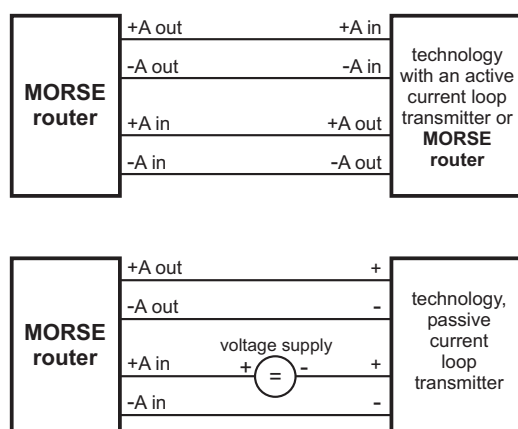 +A out +A in
-A out -A in
MORSE
router
+A in +A out
-A in -A out
technology
with an active
current loop
transmitter or
MORSE
router
+A out +
-A out -
MORSE
router
voltage supply
+A in + = - +
-A in -
technology,
passive
current
loop
transmitter